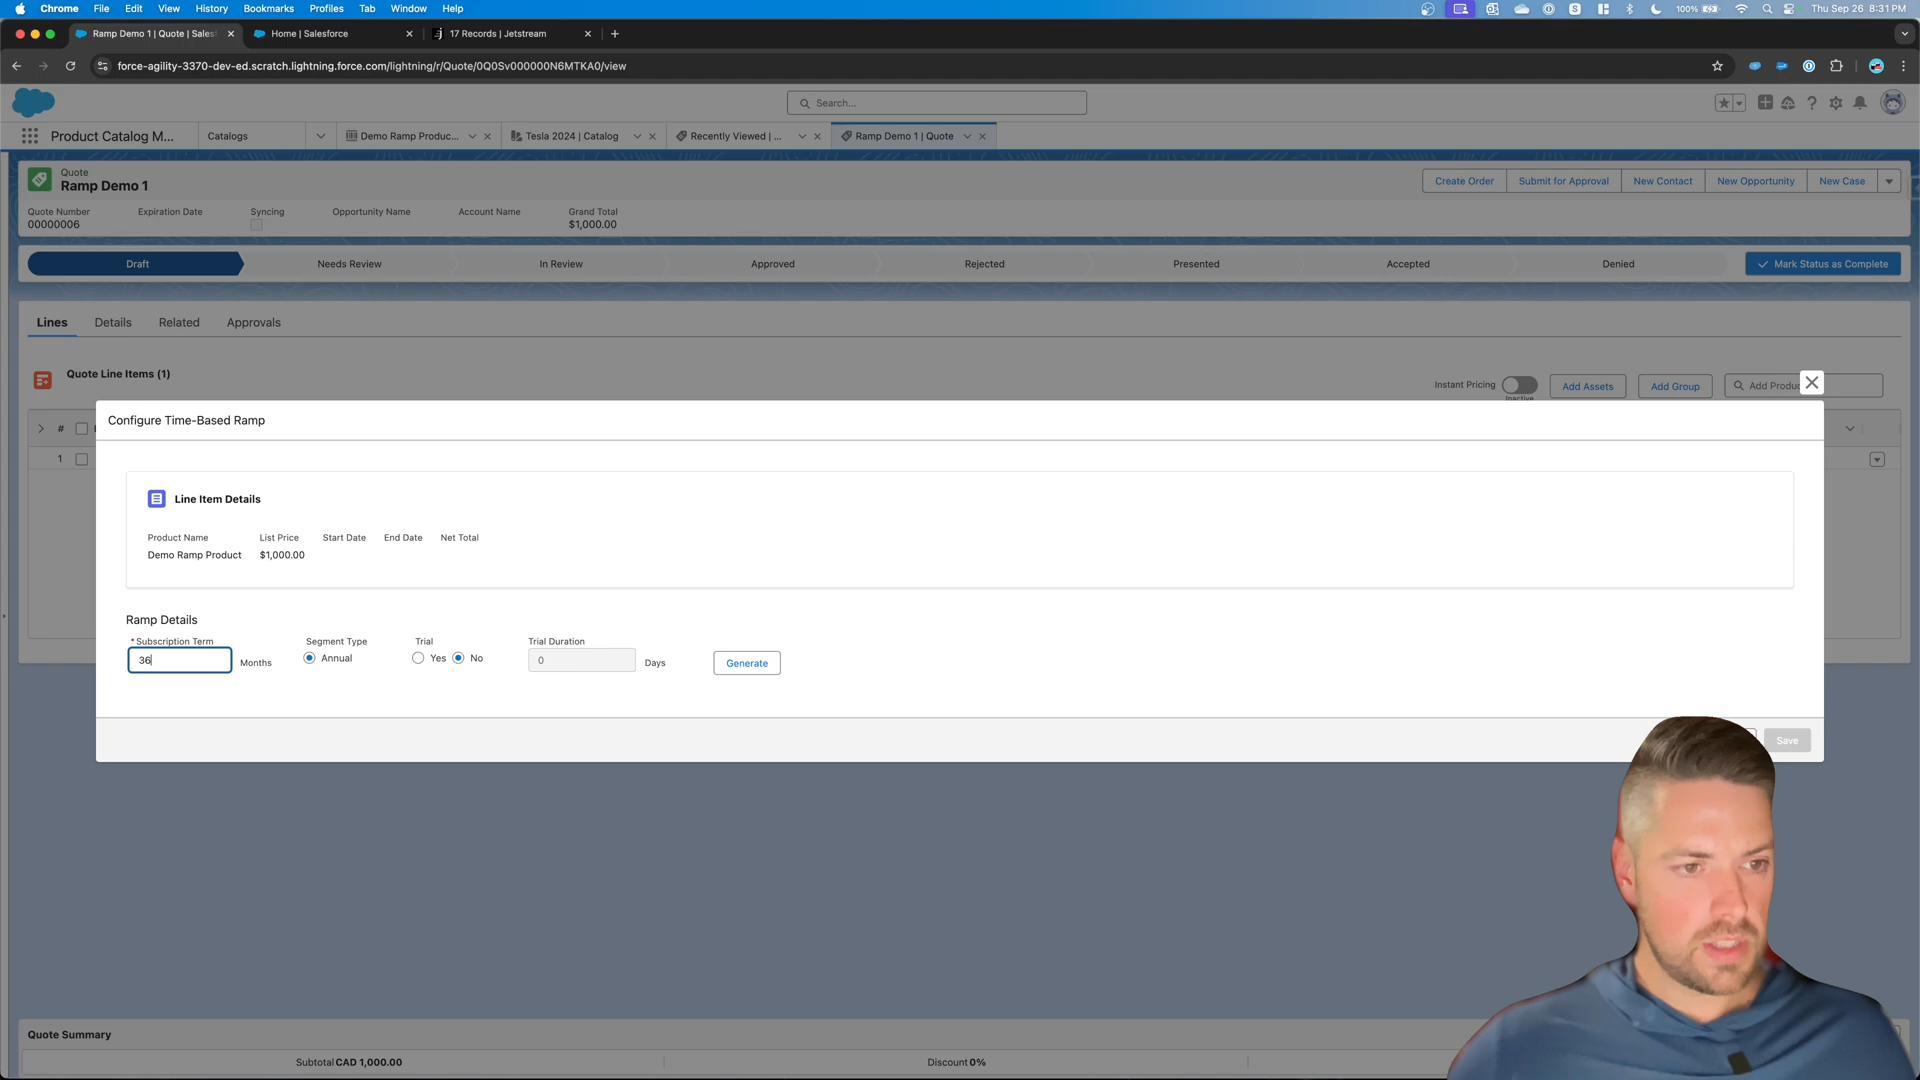 Chrome File Edit View History Bookmarks Profiles Tab Window Help 100% Thu Sep 26 8:31 PM
Ramp Demo 1 | Quote | Sales Home | Salesforce 17 Records | Jetstream
force-agility-3370-dev-ed.scratch.lightning.force.com/lightning/r/Quote/0Q0Sv000000N6MTKA0/view
Search...
Product Catalog M... Catalogs Demo Ramp Produc... Tesla 2024 | Catalog Recently Viewed | ... Ramp Demo 1 | Quote
Quote
Ramp Demo 1
Create Order Submit for Approval New Contact New Opportunity New Case
Quote Number Expiration Date Syncing Opportunity Name Account Name Grand Total
00000006 $1,000.00
Draft Needs Review In Review Approved Rejected Presented Accepted Denied Mark Status as Complete
Lines Details Related Approvals
Quote Line Items (1)
Instant Pricing Inactive Add Assets Add Group Add Produc
#
1
Configure Time-Based Ramp
Line Item Details
Product Name List Price Start Date End Date Net Total
Demo Ramp Product $1,000.00
Ramp Details
* Subscription Term Segment Type Trial Trial Duration
36 Months Annual Yes No 0 Days Generate
Save
Quote Summary
Subtotal CAD 1,000.00 Discount 0%